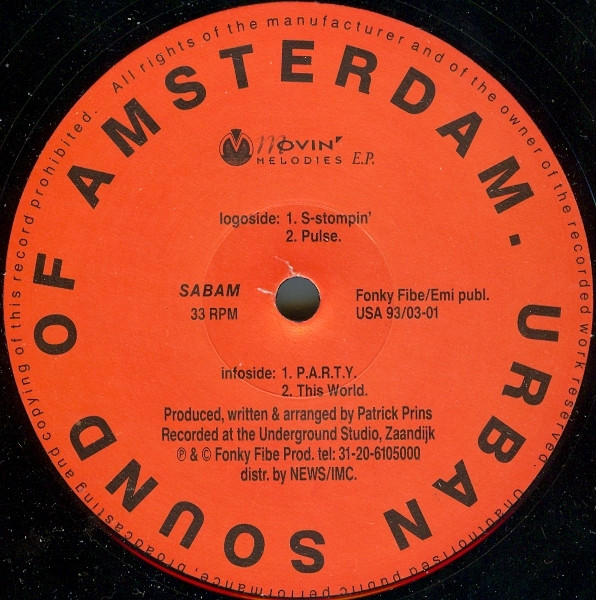 All rights of the manufacturer and of the owner of the recorded work reserved. Unauthorised public performance, broadcasting and copying of this record prohibited.
URBAN SOUND OF AMSTERDAM.
Movin'
MELODIES E.P.
logoside: 1. S-stompin'
2. Pulse.
SABAM
33 RPM
Fonky Fibe/Emi publ.
USA 93/03-01
infoside: 1. P.A.R.T.Y.
2. This World.
Produced, written & arranged by Patrick Prins
Recorded at the Underground Studio, Zaandijk
℗ & © Fonky Fibe Prod. tel: 31-20-6105000
distr. by NEWS/IMC.